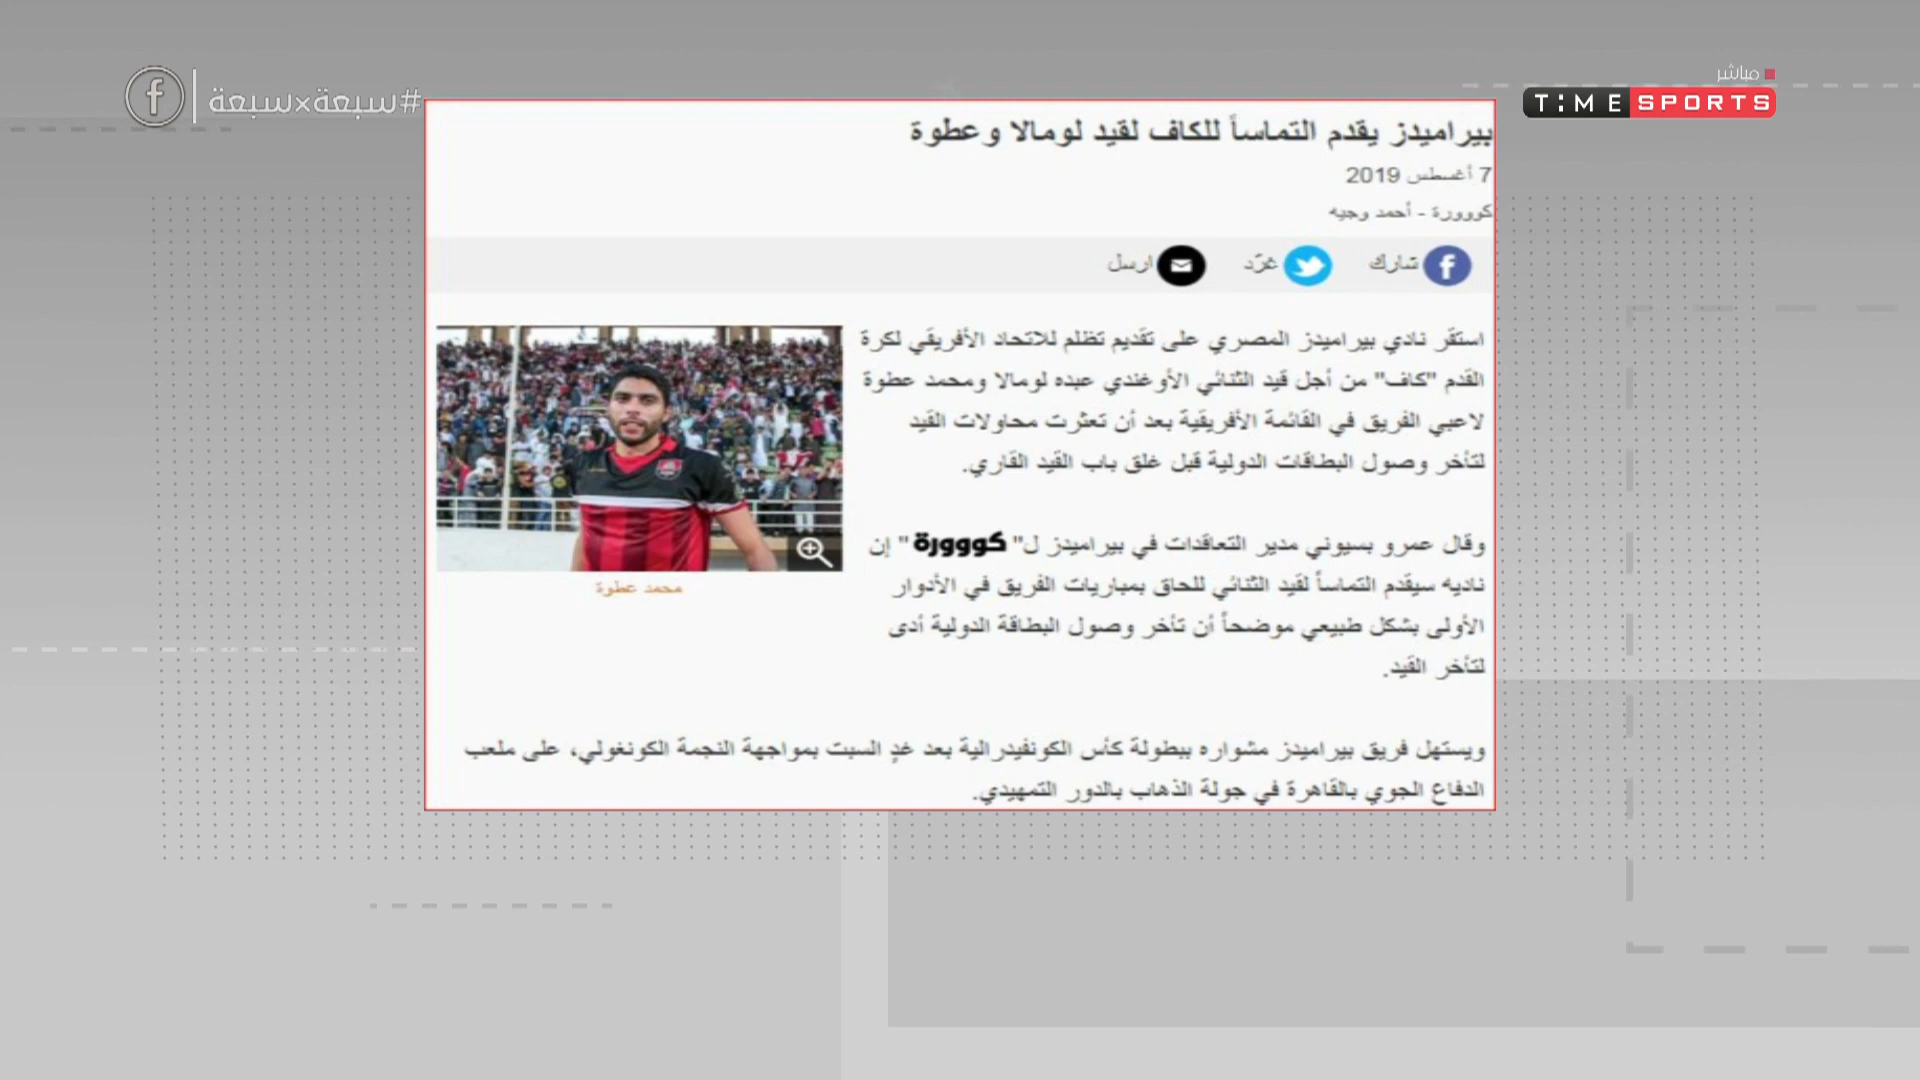 #سبعة×سبعة
مباشر
TIME SPORTS
بيراميدز يقدم التماساً للكاف لقيد لومالا وعطوة
7 أغسطس 2019
كووورة - أحمد وجيه
شارك
غرّد
ارسل
استقر نادي بيراميدز المصري على تقديم تظلم للاتحاد الأفريقي لكرة
القدم "كاف" من أجل قيد الثنائي الأوغندي عبده لومالا ومحمد عطوة
لاعبي الفريق في القائمة الأفريقية بعد أن تعثرت محاولات القيد
لتأخر وصول البطاقات الدولية قبل غلق باب القيد القاري.
وقال عمرو بسيوني مدير التعاقدات في بيراميدز ل" كووورة " إن
ناديه سيقدم التماساً لقيد الثنائي للحاق بمباريات الفريق في الأدوار
الأولى بشكل طبيعي موضحاً أن تأخر وصول البطاقة الدولية أدى
لتأخر القيد.
محمد عطوة
ويستهل فريق بيراميدز مشواره ببطولة كأس الكونفيدرالية بعد غدٍ السبت بمواجهة النجمة الكونغولي، على ملعب
الدفاع الجوي بالقاهرة في جولة الذهاب بالدور التمهيدي.